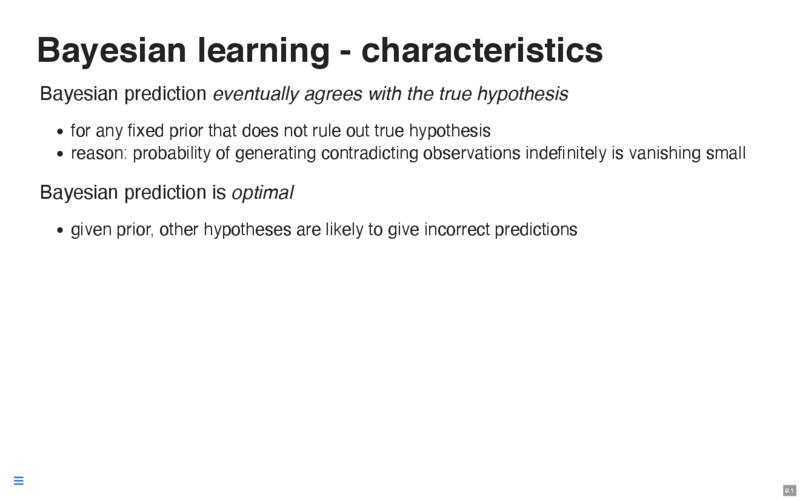 Bayesian learning - characteristics
Bayesian prediction eventually agrees with the true hypothesis
• for any fixed prior that does not rule out true hypothesis
• reason: probability of generating contradicting observations indefinitely is vanishing small
Bayesian prediction is optimal
• given prior, other hypotheses are likely to give incorrect predictions